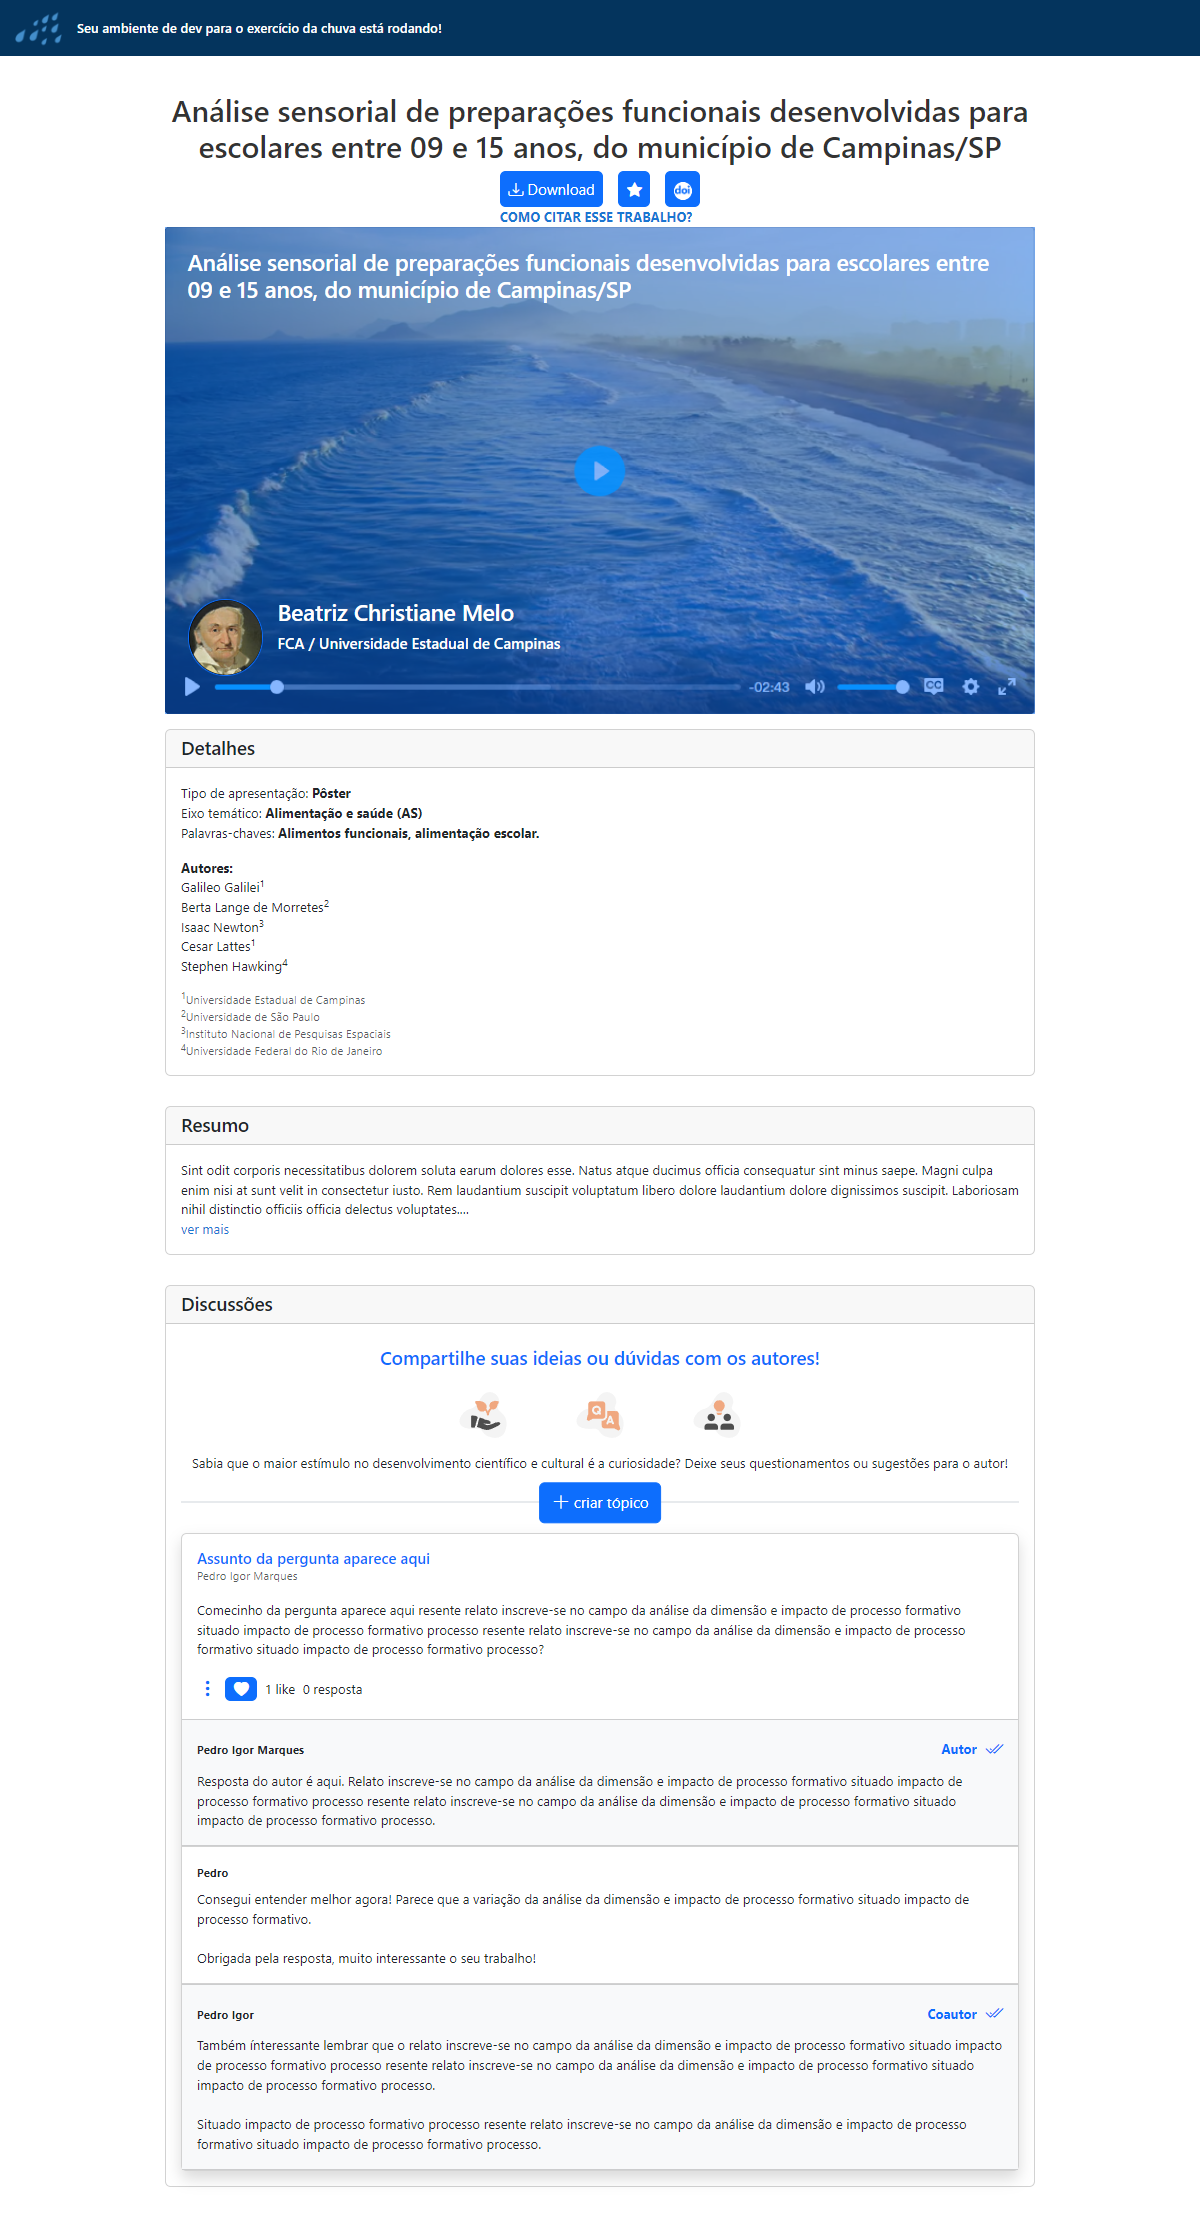 Seu ambiente de dev para o exercício da chuva está rodando!
Análise sensorial de preparações funcionais desenvolvidas para
escolares entre 09 e 15 anos, do município de Campinas/SP
Download
doi
COMO CITAR ESSE TRABALHO?
Análise sensorial de preparações funcionais desenvolvidas para escolares entre
09 e 15 anos, do município de Campinas/SP
Beatriz Christiane Melo
FCA / Universidade Estadual de Campinas
-02:43
CC
Detalhes
Tipo de apresentação: Pôster
Eixo temático: Alimentação e saúde (AS)
Palavras-chaves: Alimentos funcionais, alimentação escolar.
Autores:
Galileo Galilei¹
Berta Lange de Morretes²
Isaac Newton³
Cesar Lattes¹
Stephen Hawking⁴
¹Universidade Estadual de Campinas
²Universidade de São Paulo
³Instituto Nacional de Pesquisas Espaciais
⁴Universidade Federal do Rio de Janeiro
Resumo
Sint odit corporis necessitatibus dolorem soluta earum dolores esse. Natus atque ducimus officia consequatur sint minus saepe. Magni culpa
enim nisi at sunt velit in consectetur iusto. Rem laudantium suscipit voluptatum libero dolore laudantium dolore dignissimos suscipit. Laboriosam
nihil distinctio officiis officia delectus voluptates....
ver mais
Discussões
Compartilhe suas ideias ou dúvidas com os autores!
Q A
Sabia que o maior estímulo no desenvolvimento científico e cultural é a curiosidade? Deixe seus questionamentos ou sugestões para o autor!
criar tópico
Assunto da pergunta aparece aqui
Pedro Igor Marques
Comecinho da pergunta aparece aqui resente relato inscreve-se no campo da análise da dimensão e impacto de processo formativo
situado impacto de processo formativo processo resente relato inscreve-se no campo da análise da dimensão e impacto de processo
formativo situado impacto de processo formativo processo?
1 like 0 resposta
Pedro Igor Marques Autor
Resposta do autor é aqui. Relato inscreve-se no campo da análise da dimensão e impacto de processo formativo situado impacto de
processo formativo processo resente relato inscreve-se no campo da análise da dimensão e impacto de processo formativo situado
impacto de processo formativo processo.
Pedro
Consegui entender melhor agora! Parece que a variação da análise da dimensão e impacto de processo formativo situado impacto de
processo formativo.
Obrigada pela resposta, muito interessante o seu trabalho!
Pedro Igor Coautor
Também ínteressante lembrar que o relato inscreve-se no campo da análise da dimensão e impacto de processo formativo situado impacto
de processo formativo processo resente relato inscreve-se no campo da análise da dimensão e impacto de processo formativo situado
impacto de processo formativo processo.
Situado impacto de processo formativo processo resente relato inscreve-se no campo da análise da dimensão e impacto de processo
formativo situado impacto de processo formativo processo.